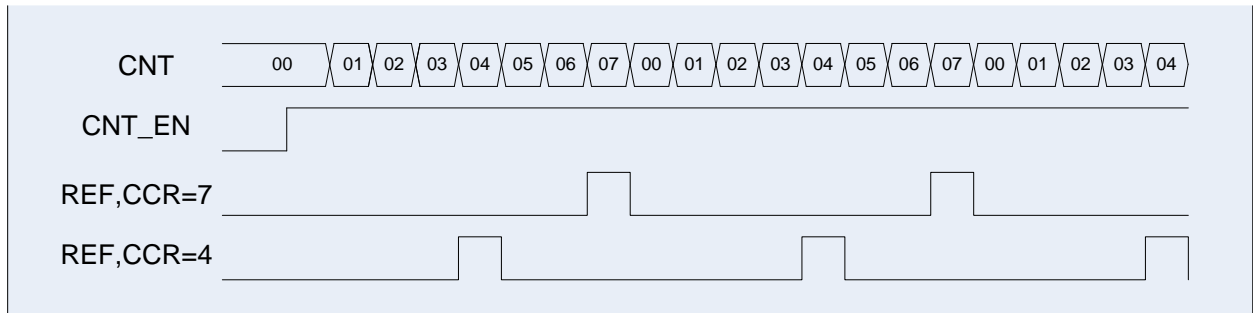 CNT 00 01 02 03 04 05 06 07 00 01 02 03 04 05 06 07 00 01 02 03 04
CNT_EN
REF,CCR=7
REF,CCR=4